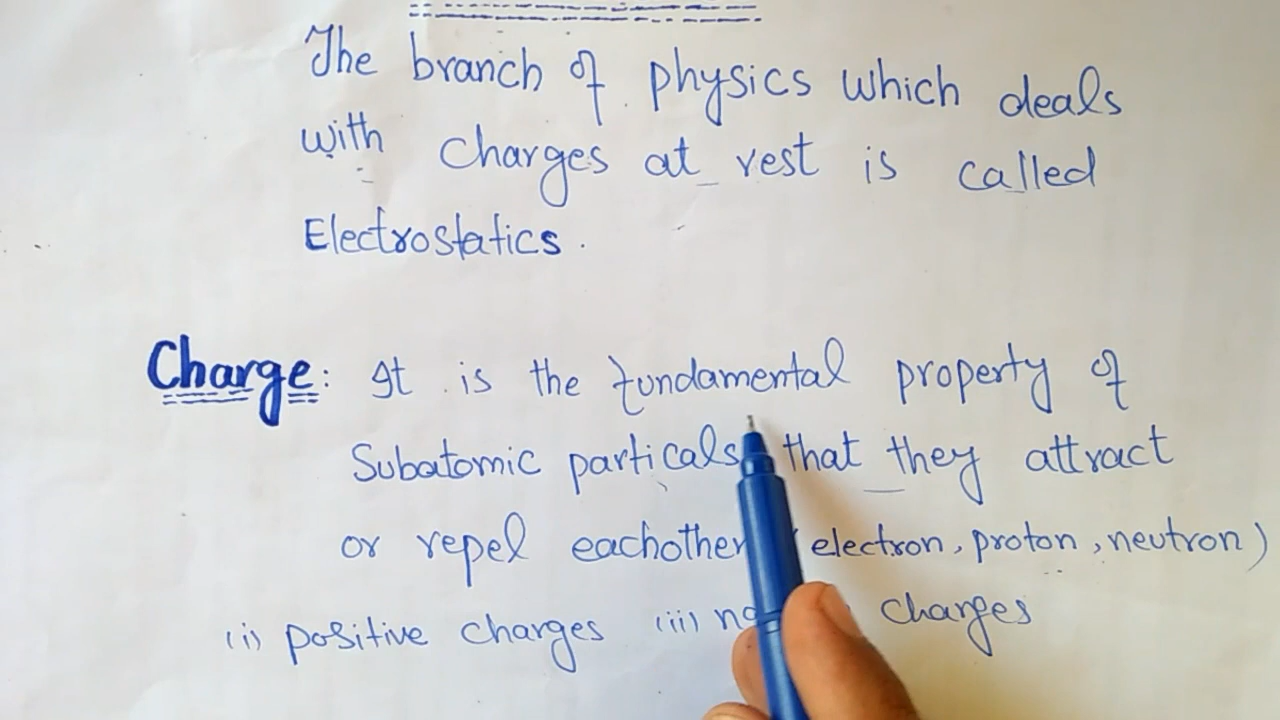 The branch of physics which deals
with charges at rest is called
Electrostatics.
Charge: It is the fundamental property of
Subatomic particals that they attract
or repel eachother (electron, proton, neutron)
(i) positive charges (ii) charges